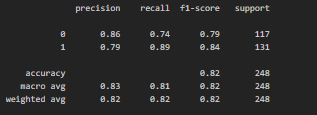 precision recall f1-score support
0 0.86 0.74 0.79 117
1 0.79 0.89 0.84 131
accuracy 0.82 248
macro avg 0.83 0.81 0.82 248
weighted avg 0.82 0.82 0.82 248